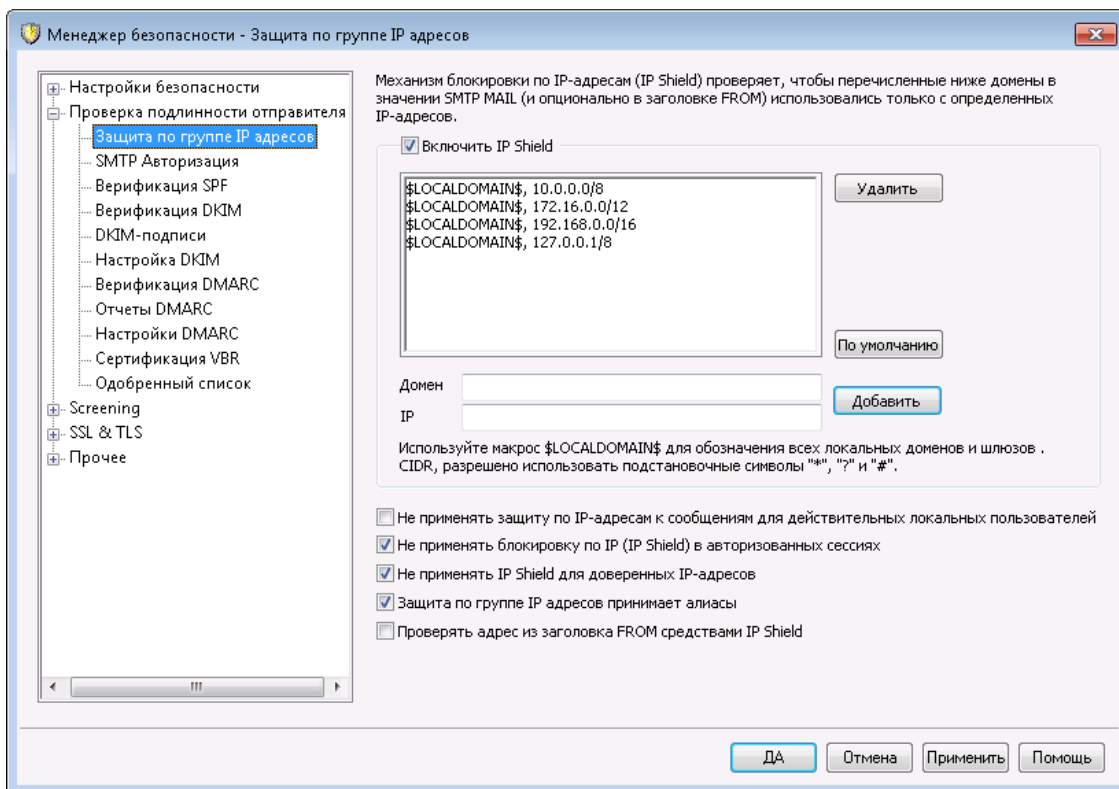 Менеджер безопасности - Защита по группе IP адресов
Настройки безопасности
Проверка подлинности отправителя
Защита по группе IP адресов
SMTP Авторизация
Верификация SPF
Верификация DKIM
DKIM-подписи
Настройка DKIM
Верификация DMARC
Отчеты DMARC
Настройки DMARC
Сертификация VBR
Одобренный список
Screening
SSL & TLS
Прочее
Механизм блокировки по IP-адресам (IP Shield) проверяет, чтобы перечисленные ниже домены в
значении SMTP MAIL (и опционально в заголовке FROM) использовались только с определенных
IP-адресов.
Включить IP Shield
$LOCALDOMAIN$, 10.0.0.0/8
$LOCALDOMAIN$, 172.16.0.0/12
$LOCALDOMAIN$, 192.168.0.0/16
$LOCALDOMAIN$, 127.0.0.1/8
Удалить
По умолчанию
Домен
IP
Добавить
Используйте макрос $LOCALDOMAIN$ для обозначения всех локальных доменов и шлюзов .
CIDR, разрешено использовать подстановочные символы "*", "?" и "#".
Не применять защиту по IP-адресам к сообщениям для действительных локальных пользователей
Не применять блокировку по IP (IP Shield) в авторизованных сессиях
Не применять IP Shield для доверенных IP-адресов
Защита по группе IP адресов принимает алиасы
Проверять адрес из заголовка FROM средствами IP Shield
ДА
Отмена
Применить
Помощь